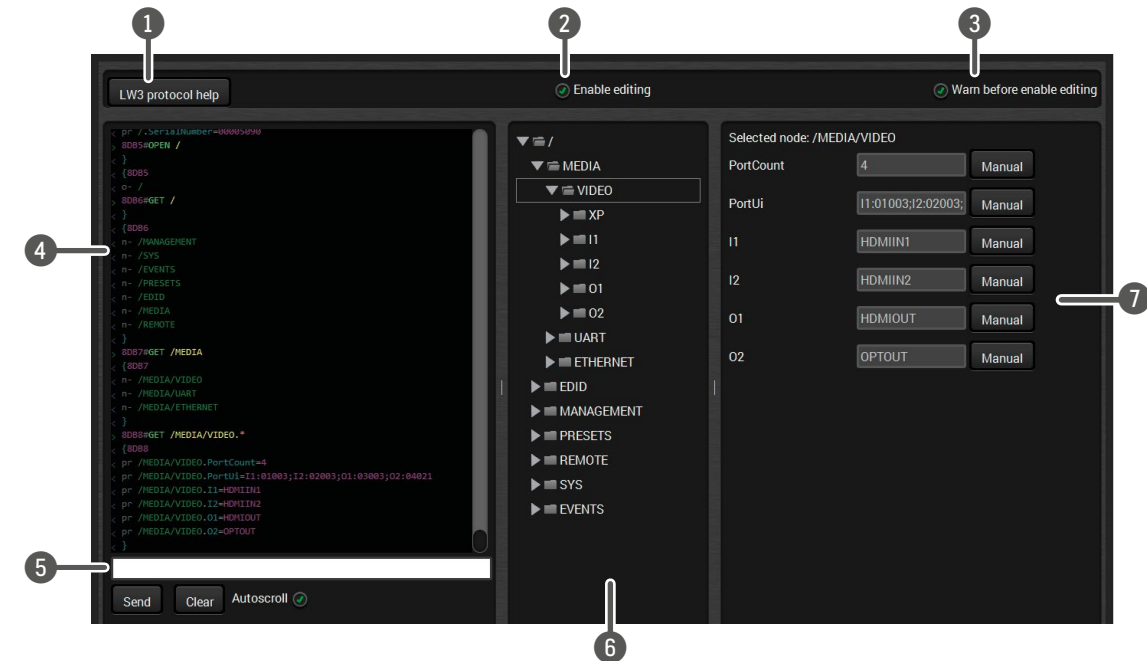 1
2
3
LW3 protocol help
Enable editing
Warn before enable editing
< pr /.SerialNumber=00005090
> 8DB5#OPEN /
< }
< {8DB5
< o- /
> 8DB6#GET /
< }
< {8DB6
< n- /MANAGEMENT
< n- /SYS
< n- /EVENTS
< n- /PRESETS
< n- /EDID
< n- /MEDIA
< n- /REMOTE
< }
> 8DB7#GET /MEDIA
< {8DB7
< n- /MEDIA/VIDEO
< n- /MEDIA/UART
< n- /MEDIA/ETHERNET
< }
> 8DB8#GET /MEDIA/VIDEO.*
< {8DB8
< pr /MEDIA/VIDEO.PortCount=4
< pr /MEDIA/VIDEO.PortUi=I1:01003;I2:02003;O1:03003;O2:04021
< pr /MEDIA/VIDEO.I1=HDMIIN1
< pr /MEDIA/VIDEO.I2=HDMIIN2
< pr /MEDIA/VIDEO.O1=HDMIOUT
< pr /MEDIA/VIDEO.O2=OPTOUT
< }
4
5
Send
Clear
Autoscroll
/
MEDIA
VIDEO
XP
I1
I2
O1
O2
UART
ETHERNET
EDID
MANAGEMENT
PRESETS
REMOTE
SYS
EVENTS
6
Selected node: /MEDIA/VIDEO
PortCount 4 Manual
PortUi I1:01003;I2:02003; Manual
I1 HDMIIN1 Manual
I2 HDMIIN2 Manual
O1 HDMIOUT Manual
O2 OPTOUT Manual
7